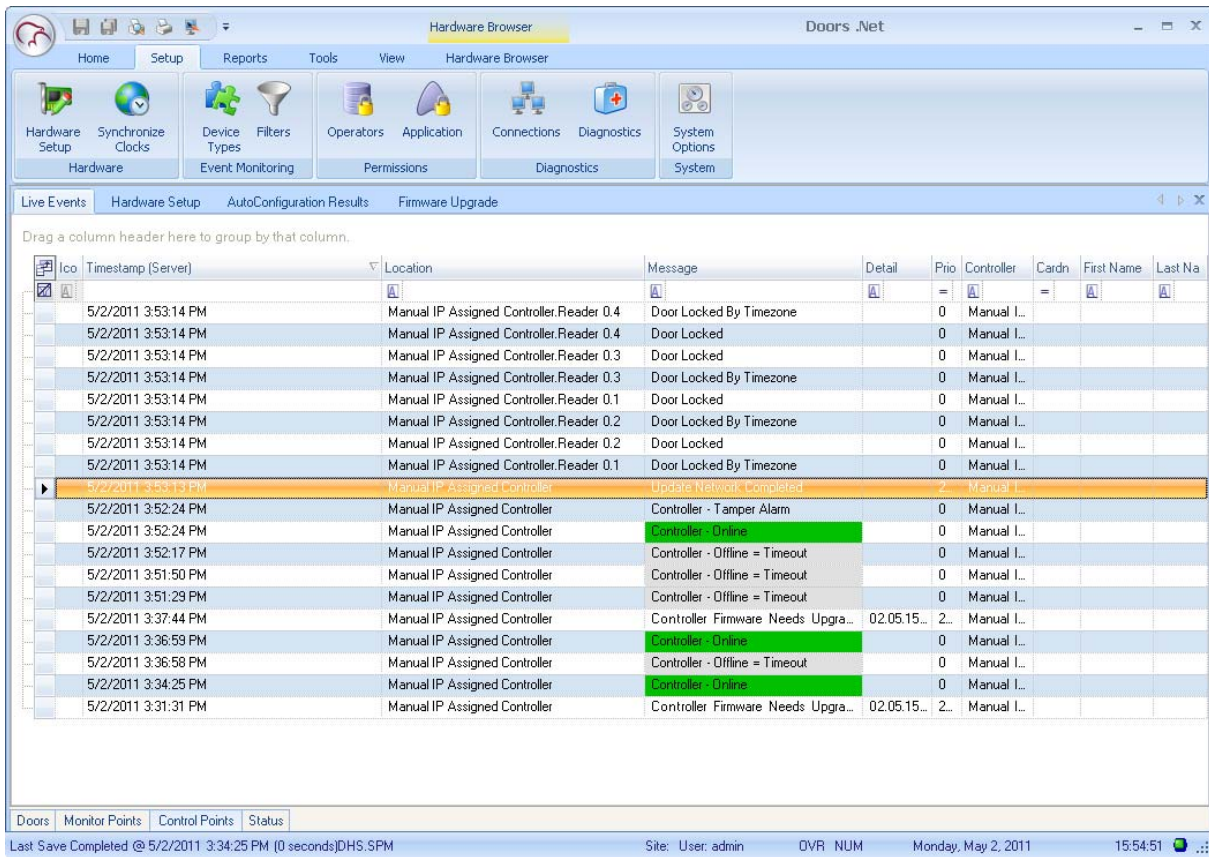 Hardware Browser Doors .Net
Home Setup Reports Tools View Hardware Browser
Hardware Setup Synchronize Clocks Device Types Filters Operators Application Connections Diagnostics System Options
Hardware Event Monitoring Permissions Diagnostics System
Live Events Hardware Setup AutoConfiguration Results Firmware Upgrade
Drag a column header here to group by that column.
Ico Timestamp (Server) Location Message Detail Prio Controller Cardn First Name Last Na
A A A A = A = A A
5/2/2011 3:53:14 PM Manual IP Assigned Controller.Reader 0.4 Door Locked By Timezone 0 Manual I...
5/2/2011 3:53:14 PM Manual IP Assigned Controller.Reader 0.4 Door Locked 0 Manual I...
5/2/2011 3:53:14 PM Manual IP Assigned Controller.Reader 0.3 Door Locked 0 Manual I...
5/2/2011 3:53:14 PM Manual IP Assigned Controller.Reader 0.3 Door Locked By Timezone 0 Manual I...
5/2/2011 3:53:14 PM Manual IP Assigned Controller.Reader 0.1 Door Locked 0 Manual I...
5/2/2011 3:53:14 PM Manual IP Assigned Controller.Reader 0.2 Door Locked By Timezone 0 Manual I...
5/2/2011 3:53:14 PM Manual IP Assigned Controller.Reader 0.2 Door Locked 0 Manual I...
5/2/2011 3:53:14 PM Manual IP Assigned Controller.Reader 0.1 Door Locked By Timezone 0 Manual I...
5/2/2011 3:53:13 PM Manual IP Assigned Controller Update Network Completed 2... Manual I...
5/2/2011 3:52:24 PM Manual IP Assigned Controller Controller - Tamper Alarm 0 Manual I...
5/2/2011 3:52:24 PM Manual IP Assigned Controller Controller - Online 0 Manual I...
5/2/2011 3:52:17 PM Manual IP Assigned Controller Controller - Offline = Timeout 0 Manual I...
5/2/2011 3:51:50 PM Manual IP Assigned Controller Controller - Offline = Timeout 0 Manual I...
5/2/2011 3:51:29 PM Manual IP Assigned Controller Controller - Offline = Timeout 0 Manual I...
5/2/2011 3:37:44 PM Manual IP Assigned Controller Controller Firmware Needs Upgra... 02.05.15... 2... Manual I...
5/2/2011 3:36:59 PM Manual IP Assigned Controller Controller - Online 0 Manual I...
5/2/2011 3:36:58 PM Manual IP Assigned Controller Controller - Offline = Timeout 0 Manual I...
5/2/2011 3:34:25 PM Manual IP Assigned Controller Controller - Online 0 Manual I...
5/2/2011 3:31:31 PM Manual IP Assigned Controller Controller Firmware Needs Upgra... 02.05.15... 2... Manual I...
Doors Monitor Points Control Points Status
Last Save Completed @ 5/2/2011 3:34:25 PM (0 seconds)DHS.SPM Site: User: admin OVR NUM Monday, May 2, 2011 15:54:51